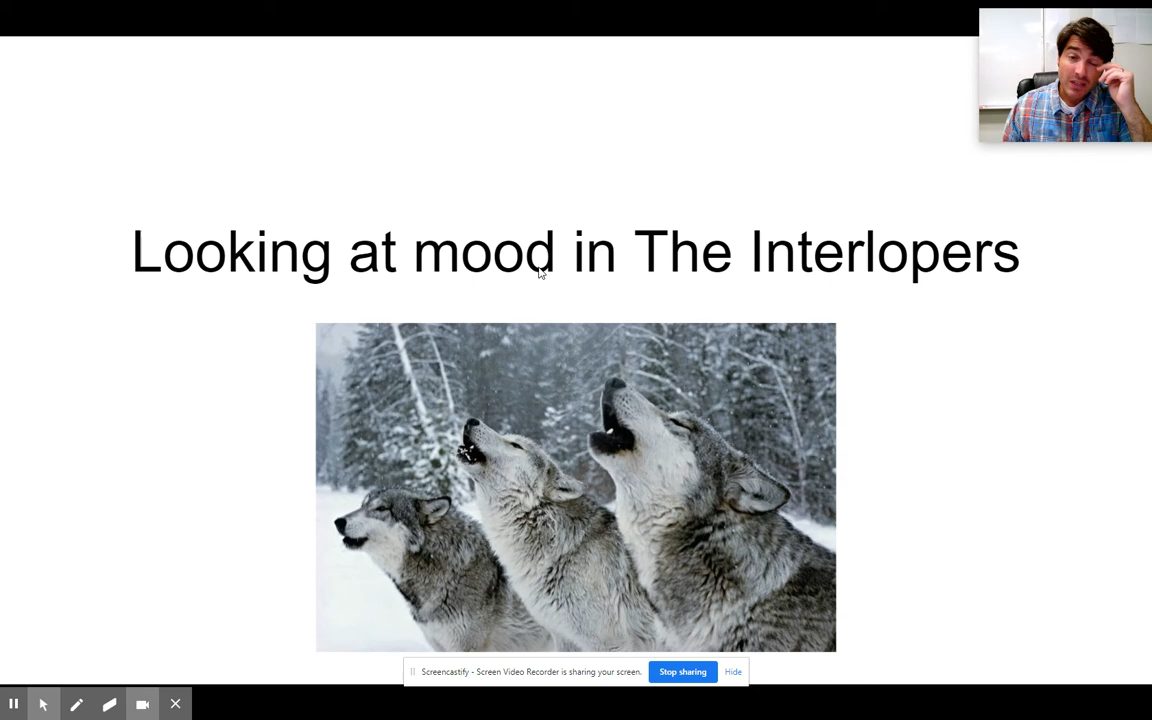 Looking at mood in The Interlopers
Screencastify - Screen Video Recorder is sharing your screen. Stop sharing Hide